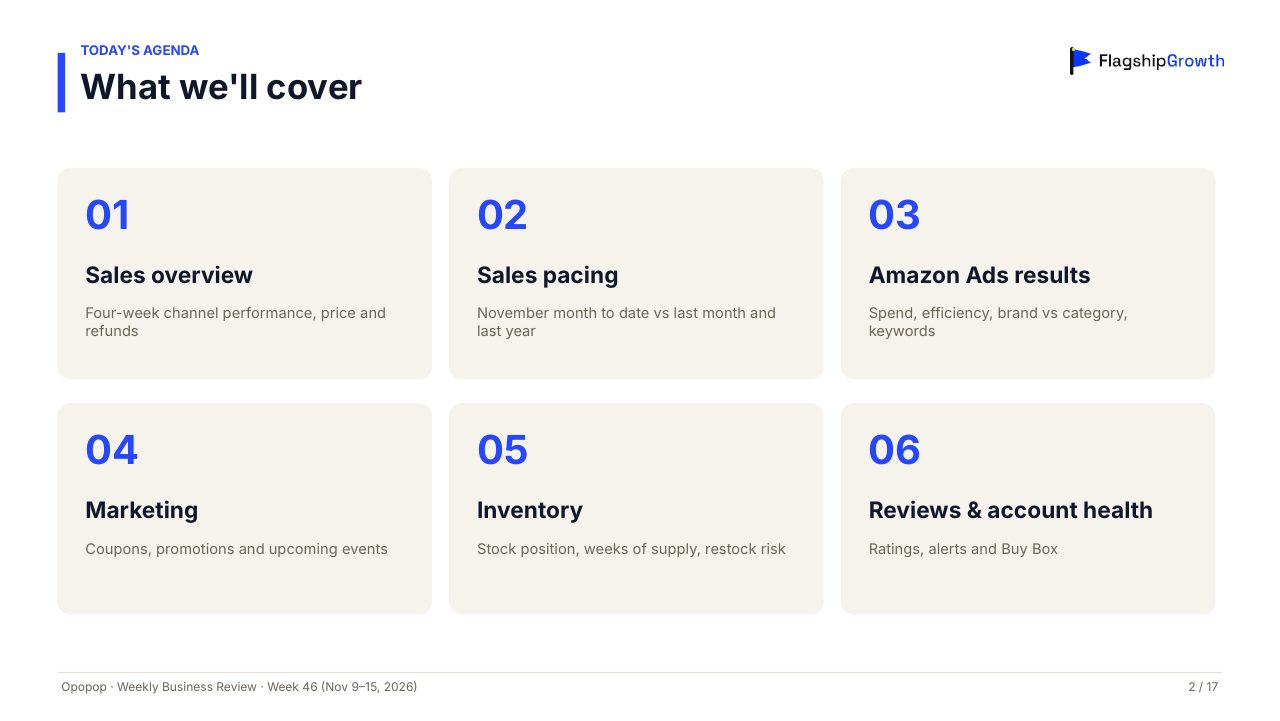 TODAY'S AGENDA
What we'll cover
FlagshipGrowth
01
Sales overview
Four-week channel performance, price and
refunds
02
Sales pacing
November month to date vs last month and
last year
03
Amazon Ads results
Spend, efficiency, brand vs category,
keywords
04
Marketing
Coupons, promotions and upcoming events
05
Inventory
Stock position, weeks of supply, restock risk
06
Reviews & account health
Ratings, alerts and Buy Box
Opopop · Weekly Business Review · Week 46 (Nov 9–15, 2026)
2 / 17